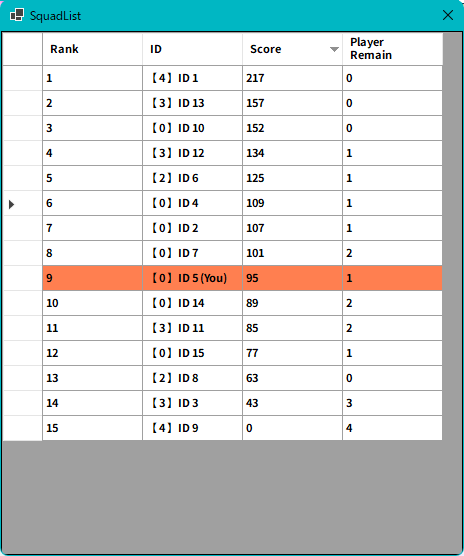 SquadList
Rank ID Score Player Remain
1 【4】ID 1 217 0
2 【3】ID 13 157 0
3 【0】ID 10 152 0
4 【3】ID 12 134 1
5 【2】ID 6 125 1
6 【0】ID 4 109 1
7 【0】ID 2 107 1
8 【0】ID 7 101 2
9 【0】ID 5 (You) 95 1
10 【0】ID 14 89 2
11 【3】ID 11 85 2
12 【0】ID 15 77 1
13 【2】ID 8 63 0
14 【3】ID 3 43 3
15 【4】ID 9 0 4